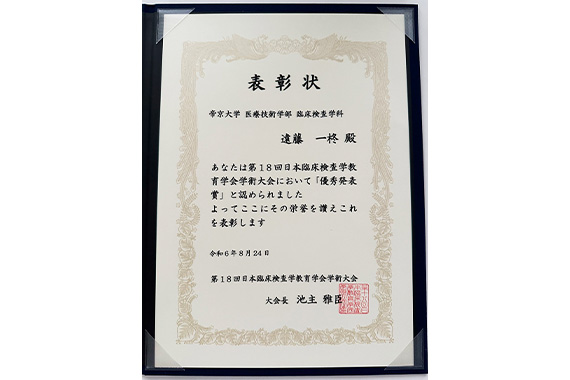 表彰状
帝京大学 医療技術学部 臨床検査学科
遠藤 一柊 殿
あなたは第18回日本臨床検査学教
育学会学術大会において「優秀発表
賞」と認められました
よってここにその栄誉を讃えこれ
を表彰します
令和6年8月24日
第18回日本臨床検査学教育学会学術大会
大会長 池主 雅臣